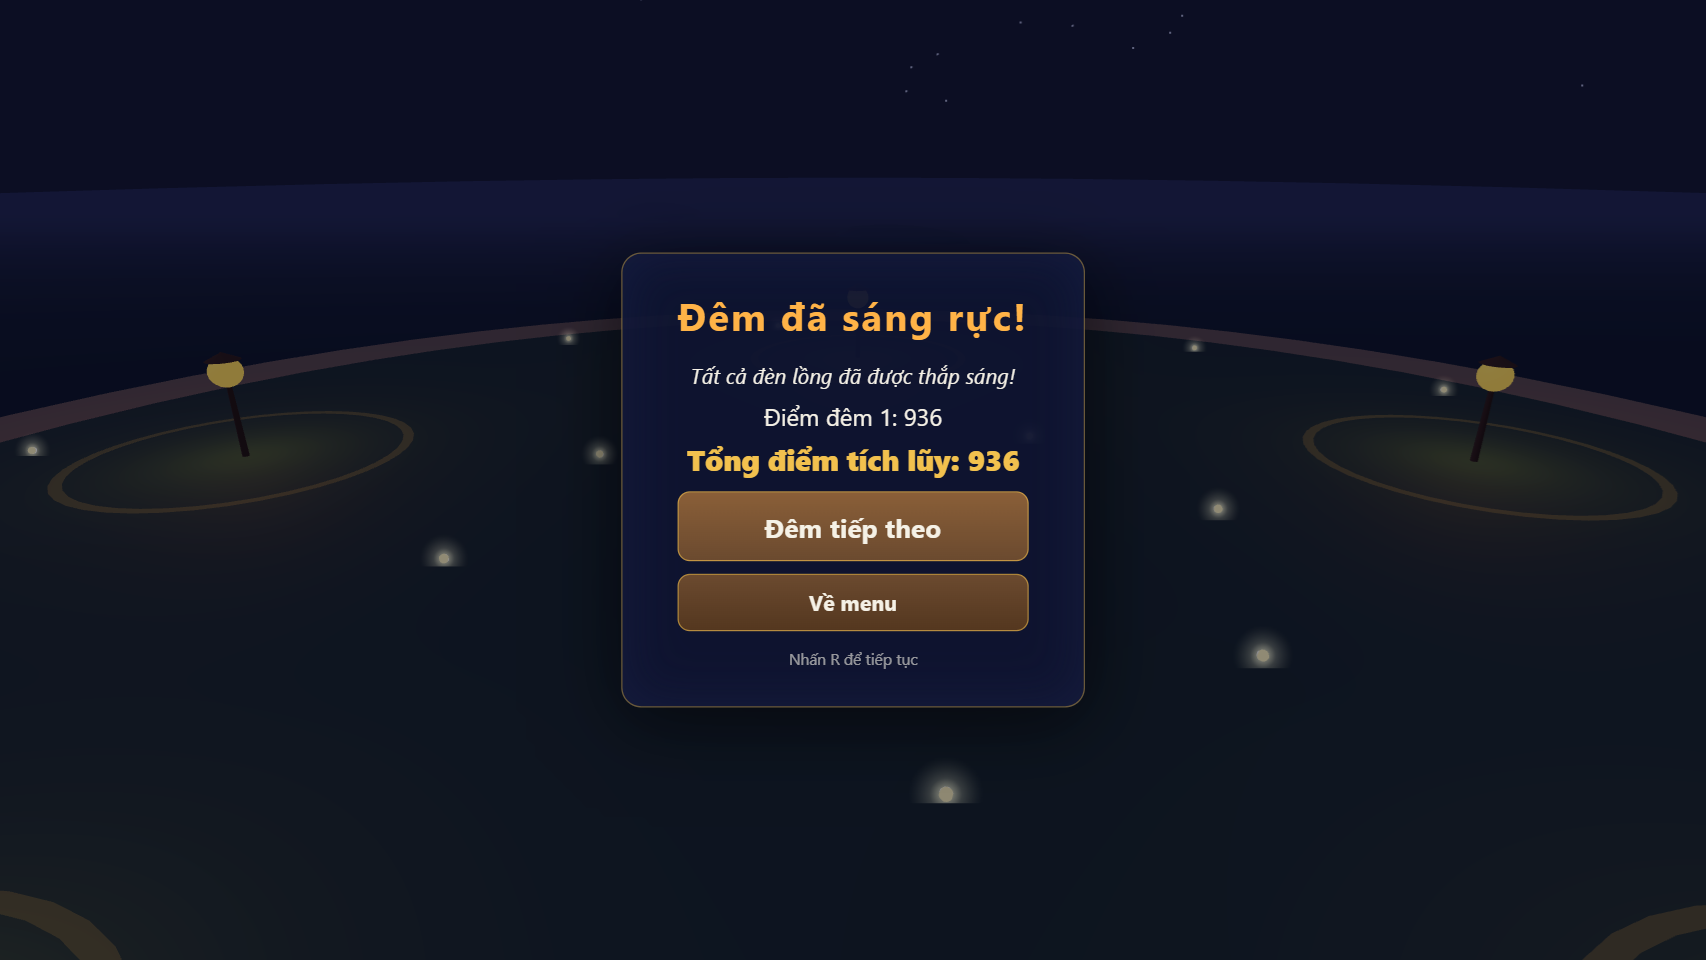 Đêm đã sáng rực!
Tất cả đèn lồng đã được thắp sáng!
Điểm đêm 1: 936
Tổng điểm tích lũy: 936
Đêm tiếp theo
Về menu
Nhấn R để tiếp tục